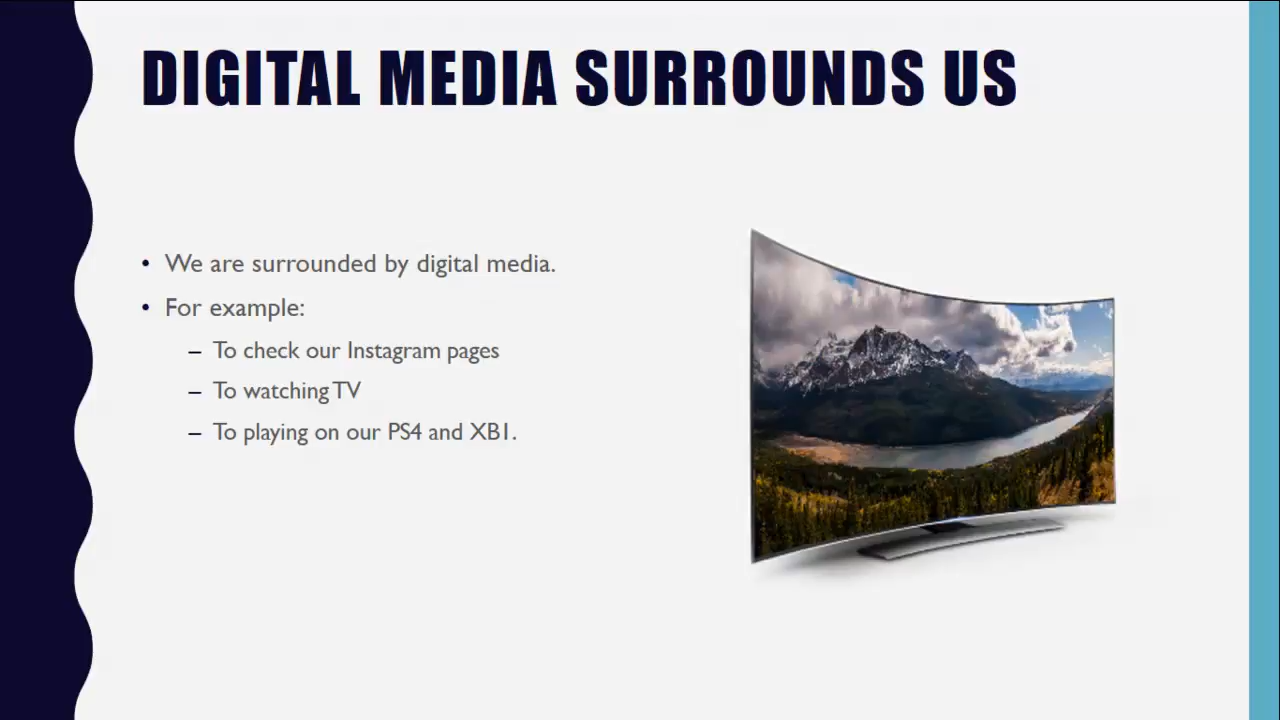 DIGITAL MEDIA SURROUNDS US
• We are surrounded by digital media.
• For example:
– To check our Instagram pages
– To watching TV
– To playing on our PS4 and XB1.